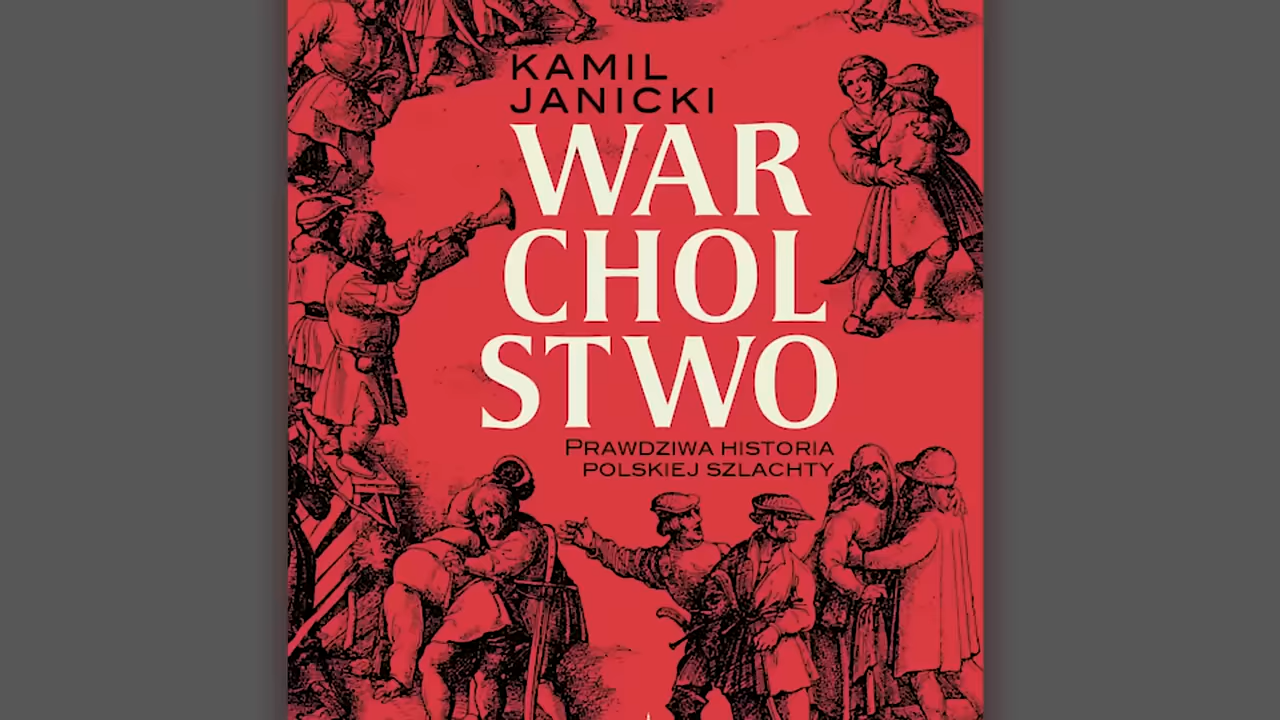 KAMIL
JANICKI
WAR
CHOL
STWO
PRAWDZIWA HISTORIA
POLSKIEJ SZLACHTY